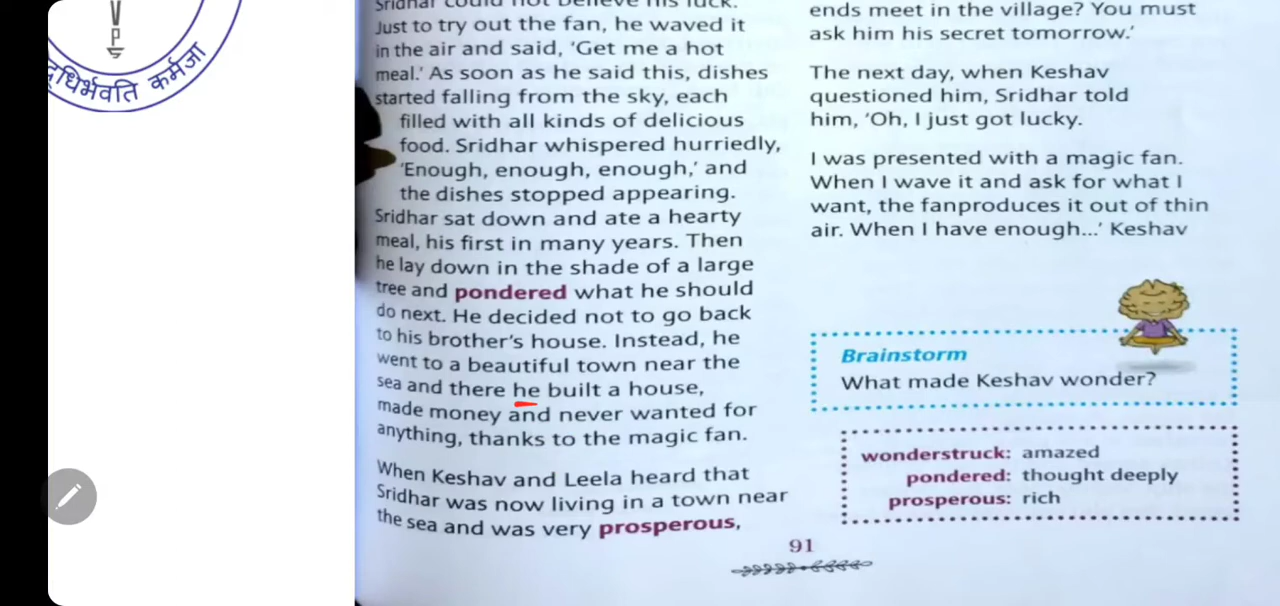 V
P
र्भवति कर्मजा
Sridhar could not believe his luck.
Just to try out the fan, he waved it
in the air and said, ‘Get me a hot
meal.’ As soon as he said this, dishes
started falling from the sky, each
filled with all kinds of delicious
food. Sridhar whispered hurriedly,
‘Enough, enough, enough,’ and
the dishes stopped appearing.
Sridhar sat down and ate a hearty
meal, his first in many years. Then
he lay down in the shade of a large
tree and pondered what he should
do next. He decided not to go back
to his brother’s house. Instead, he
went to a beautiful town near the
sea and there he built a house,
made money and never wanted for
anything, thanks to the magic fan.
When Keshav and Leela heard that
Sridhar was now living in a town near
the sea and was very prosperous,
ends meet in the village? You must
ask him his secret tomorrow.’
The next day, when Keshav
questioned him, Sridhar told
him, ‘Oh, I just got lucky.
I was presented with a magic fan.
When I wave it and ask for what I
want, the fanproduces it out of thin
air. When I have enough...’ Keshav
Brainstorm
What made Keshav wonder?
wonderstruck: amazed
pondered: thought deeply
prosperous: rich
91